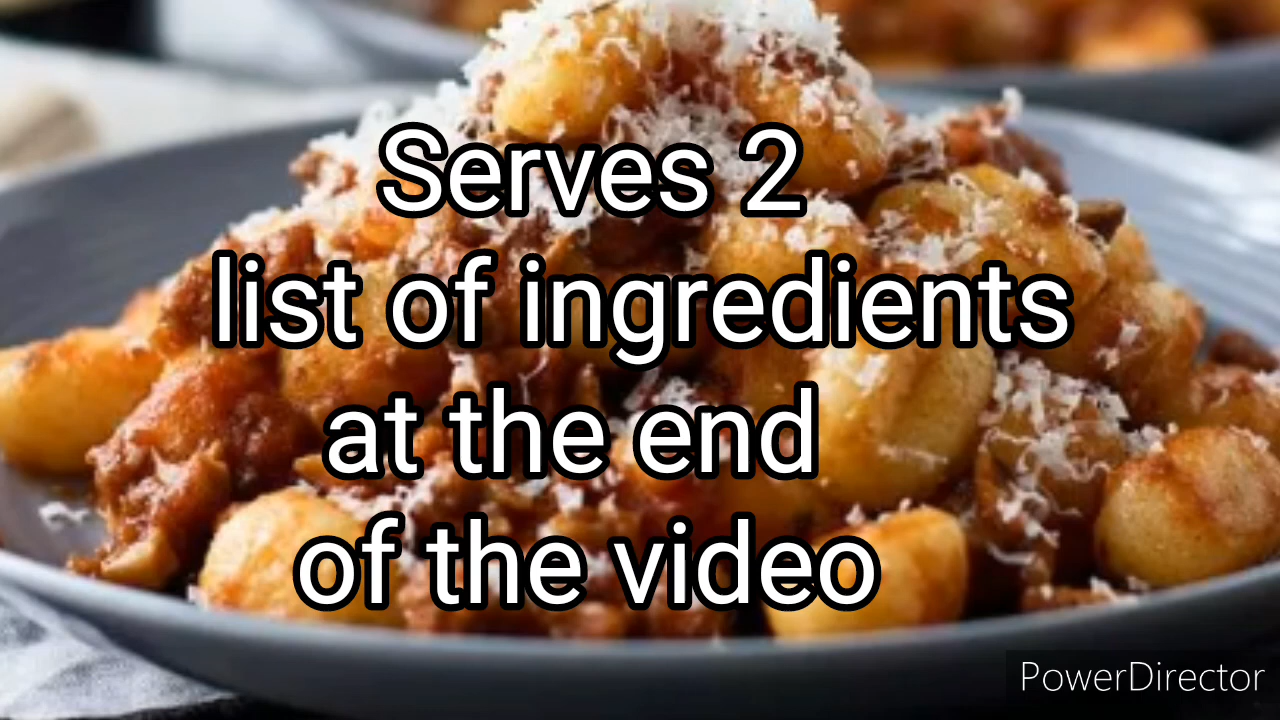 Serves 2
list of ingredients
at the end
of the video
PowerDirector